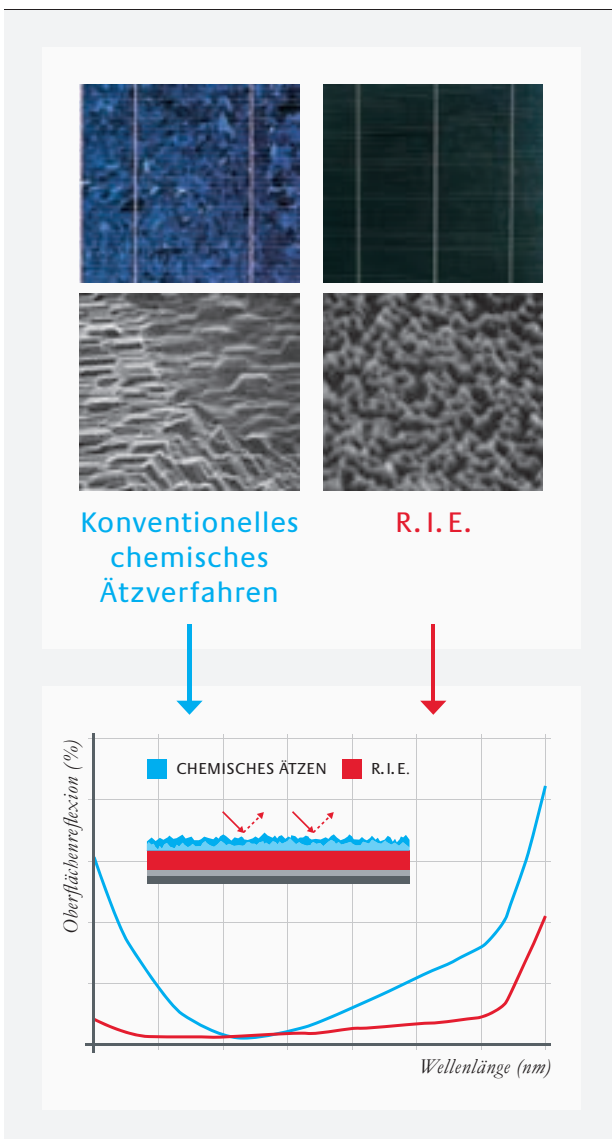 Konventionelles
chemisches
Ätzverfahren
R. I. E.
Oberflächenreflexion (%)
CHEMISCHES ÄTZEN
R.I.E.
Wellenlänge (nm)